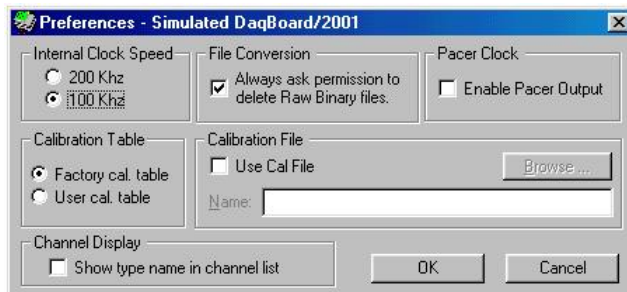 Preferences - Simulated DaqBoard/2001
Internal Clock Speed
200 Khz
100 Khz
File Conversion
Always ask permission to
delete Raw Binary files.
Pacer Clock
Enable Pacer Output
Calibration Table
Factory cal. table
User cal. table
Calibration File
Use Cal File
Browse ...
Name:
Channel Display
Show type name in channel list
OK
Cancel